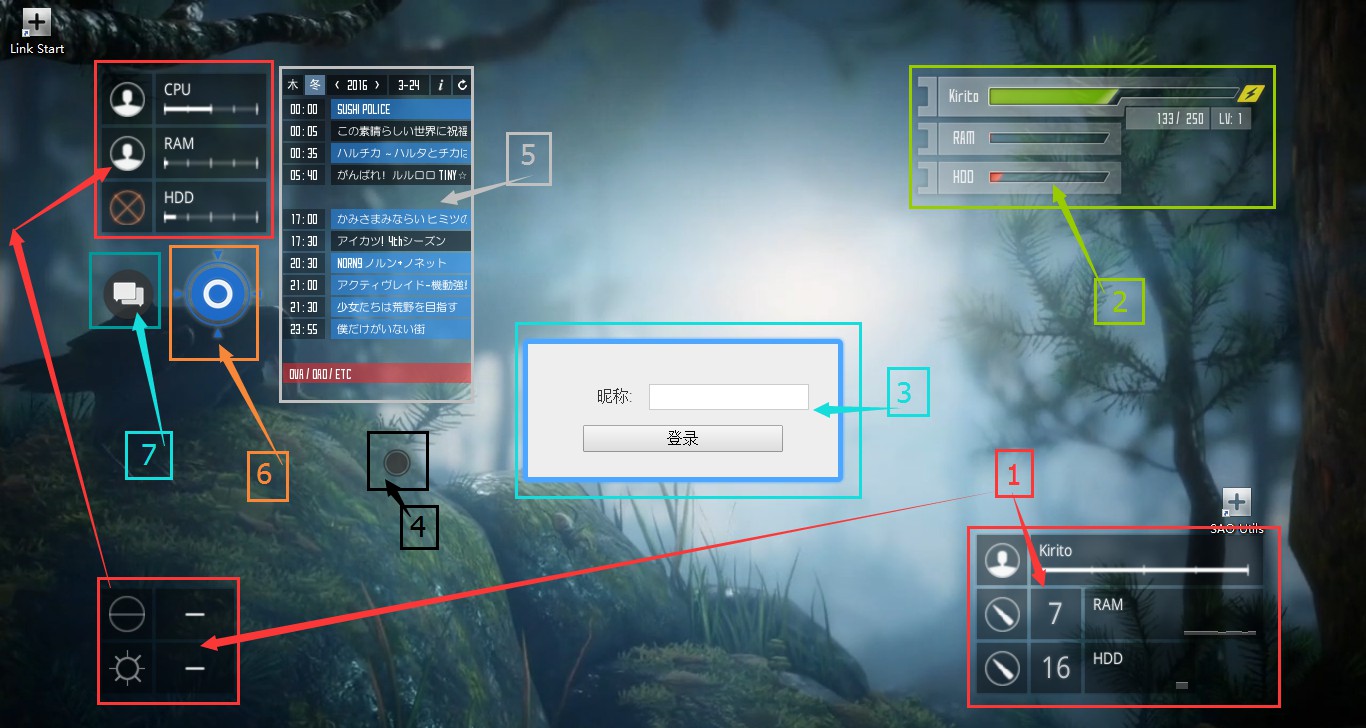 Link Start
CPU
RAM
HDD
木 冬 < 2016 > 3-24 i
00:00 SUSHI POLICE
00:05 この素晴らしい世界に祝福
00:35 ハルチカ ~ハルタとチカは
05:40 がんばれ! ルルロロ TINY☆
17:00 かみさまみならい ヒミツの
17:30 アイカツ! 4thシーズン
20:30 NORN9 ノルン+ノネット
21:00 アクティヴレイド-機動強
21:30 少女たちは荒野を目指す
23:55 僕だけがいない街
OVA / OAD / ETC
5
Kirito
133/ 250 LV: 1
RAM
HDD
2
昵称:
登录
3
7
6
4
1
SAO Utils
Kirito
7 RAM
16 HDD